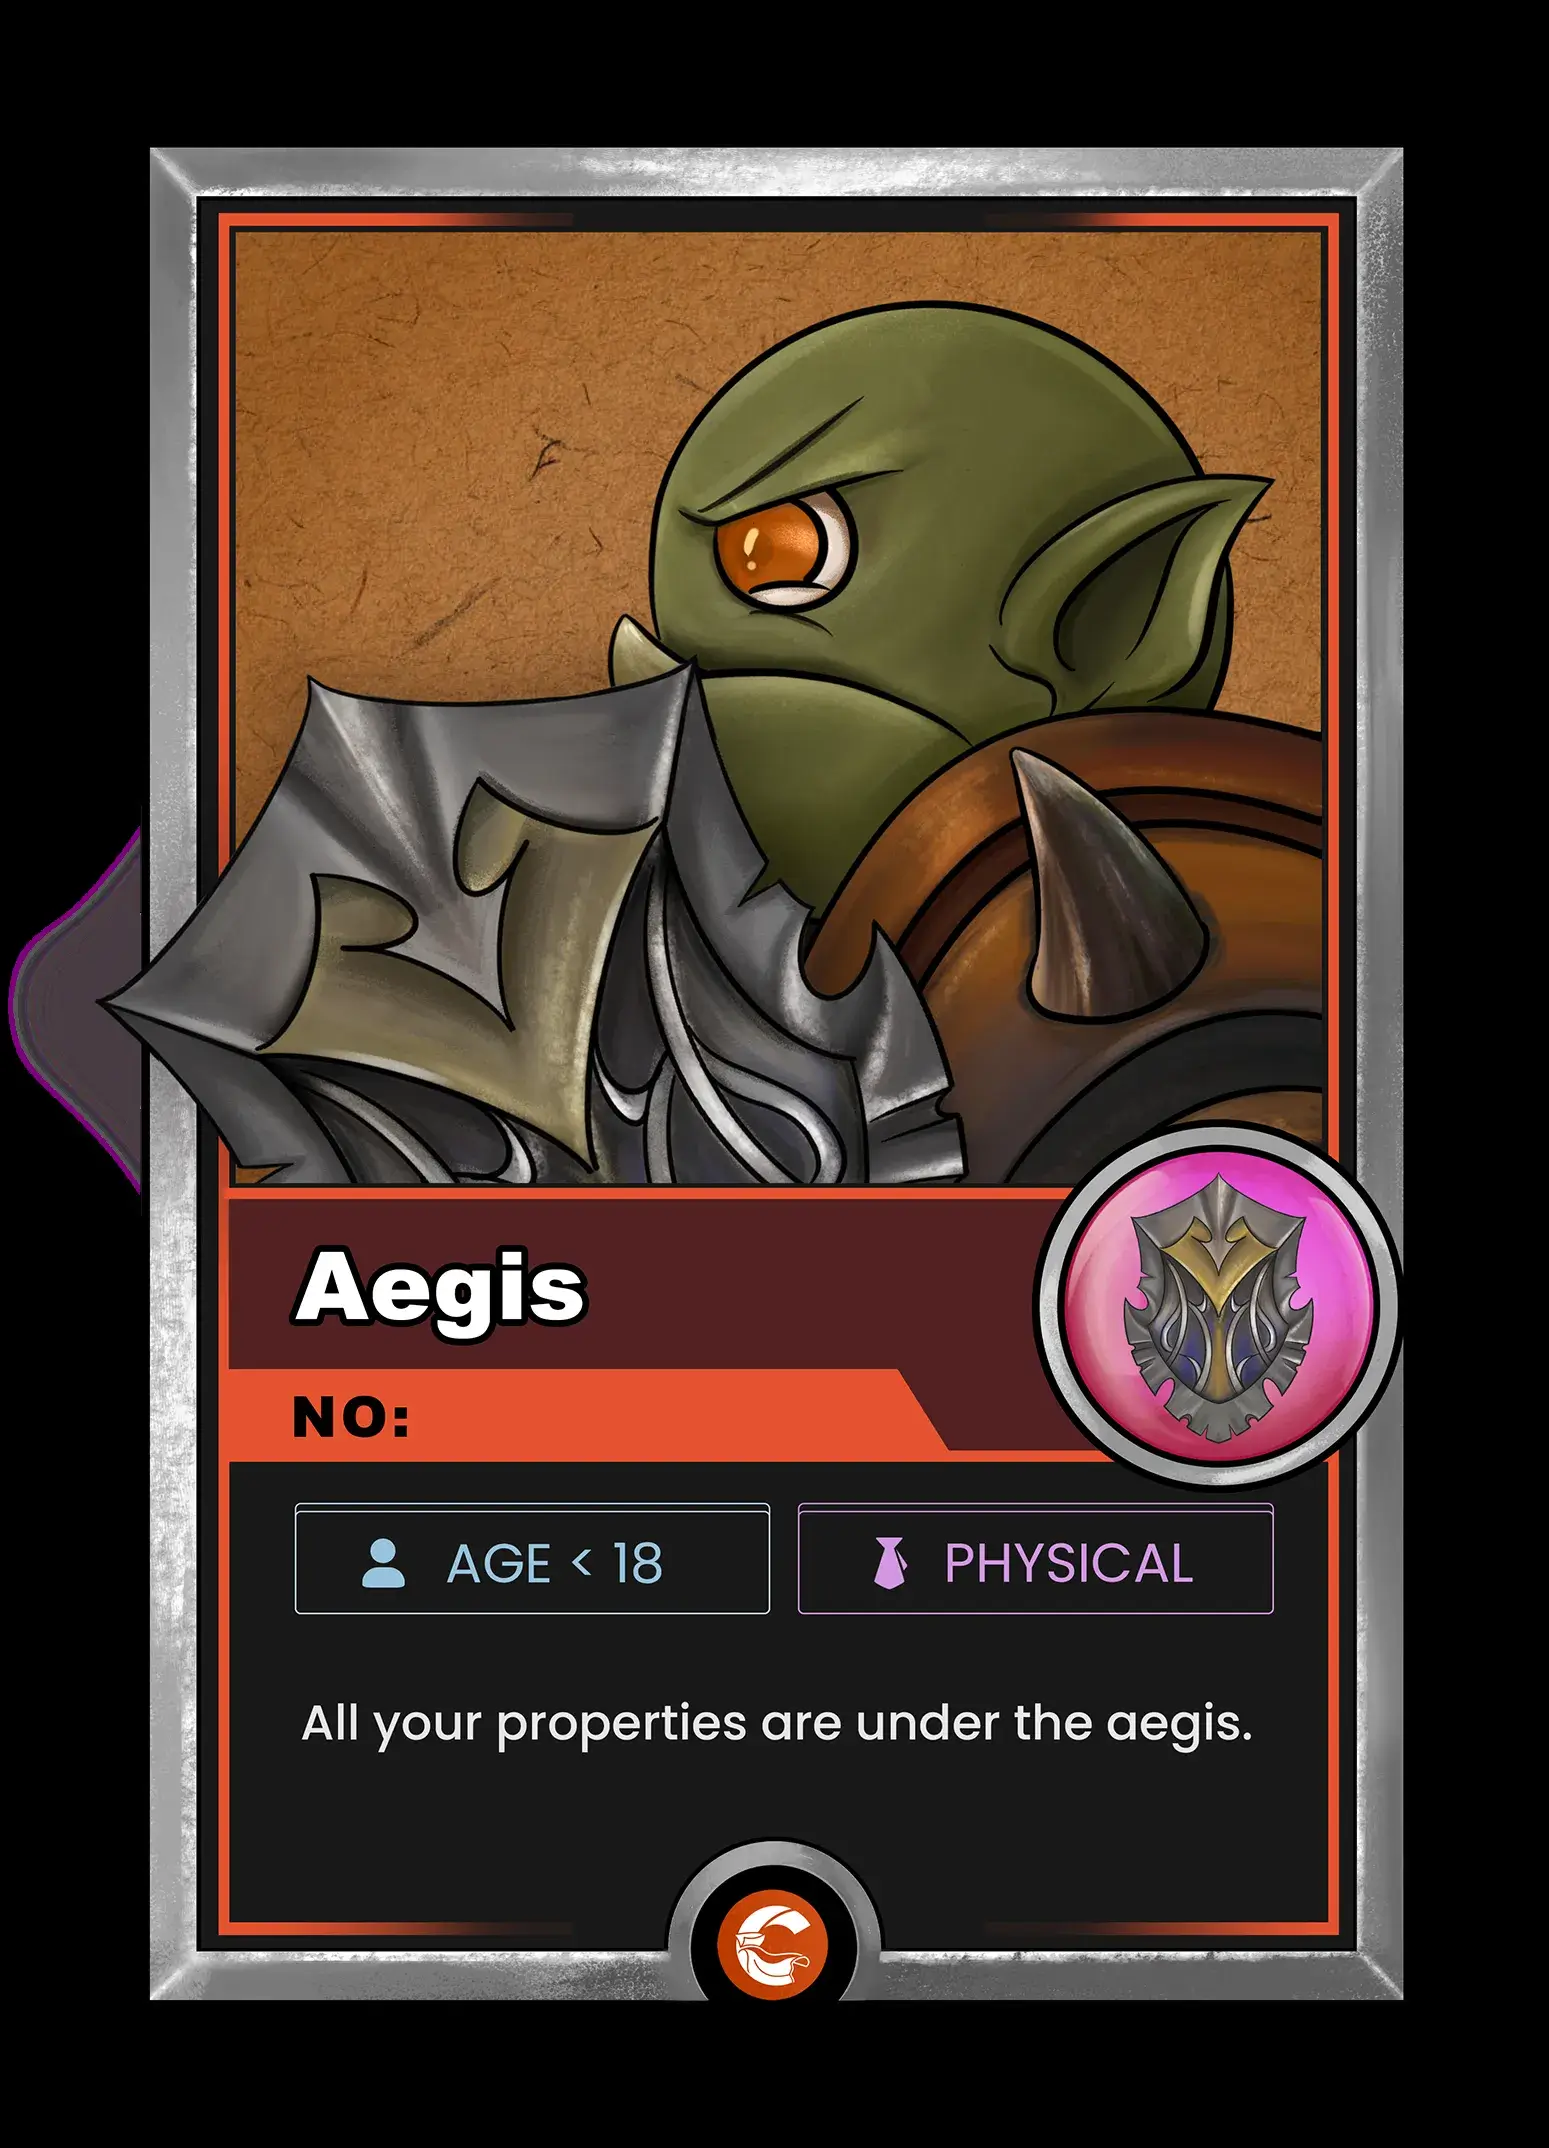 Aegis
NO:
AGE < 18
PHYSICAL
All your properties are under the aegis.